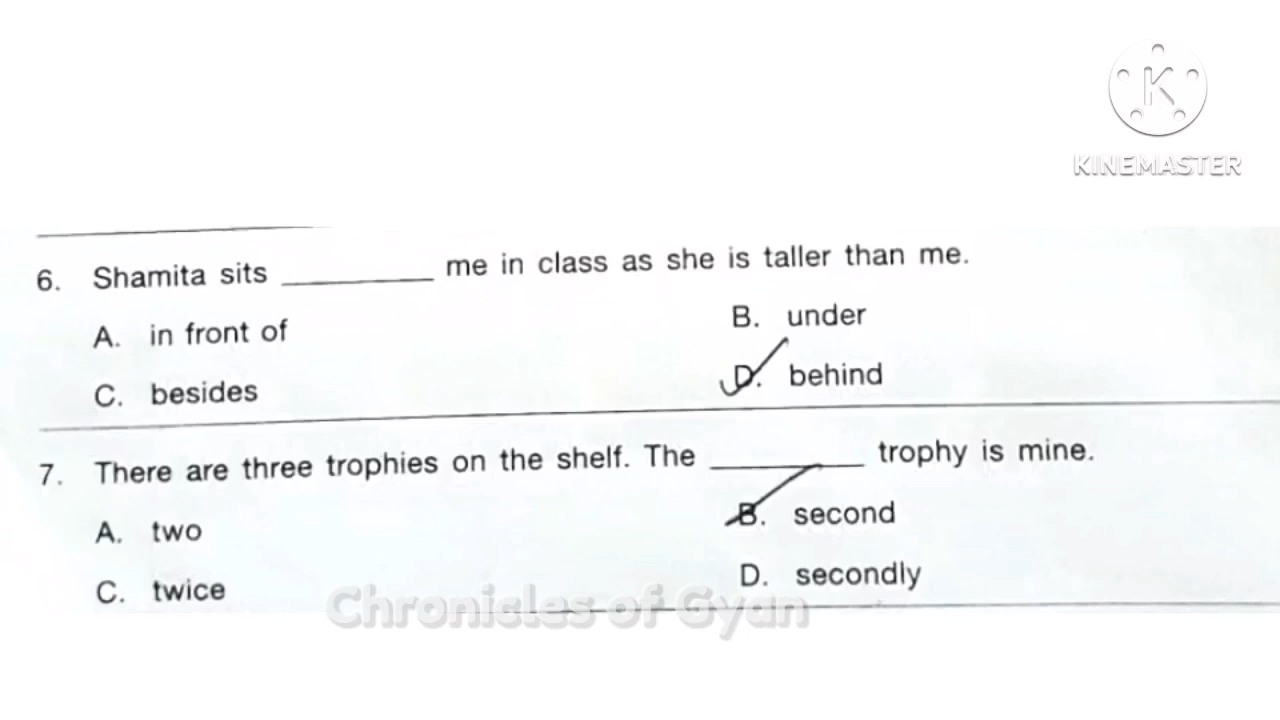 KINEMASTER
6. Shamita sits __________ me in class as she is taller than me.
A. in front of
B. under
C. besides
D. behind
7. There are three trophies on the shelf. The __________ trophy is mine.
A. two
B. second
C. twice
D. secondly
Chronicles of Gyan